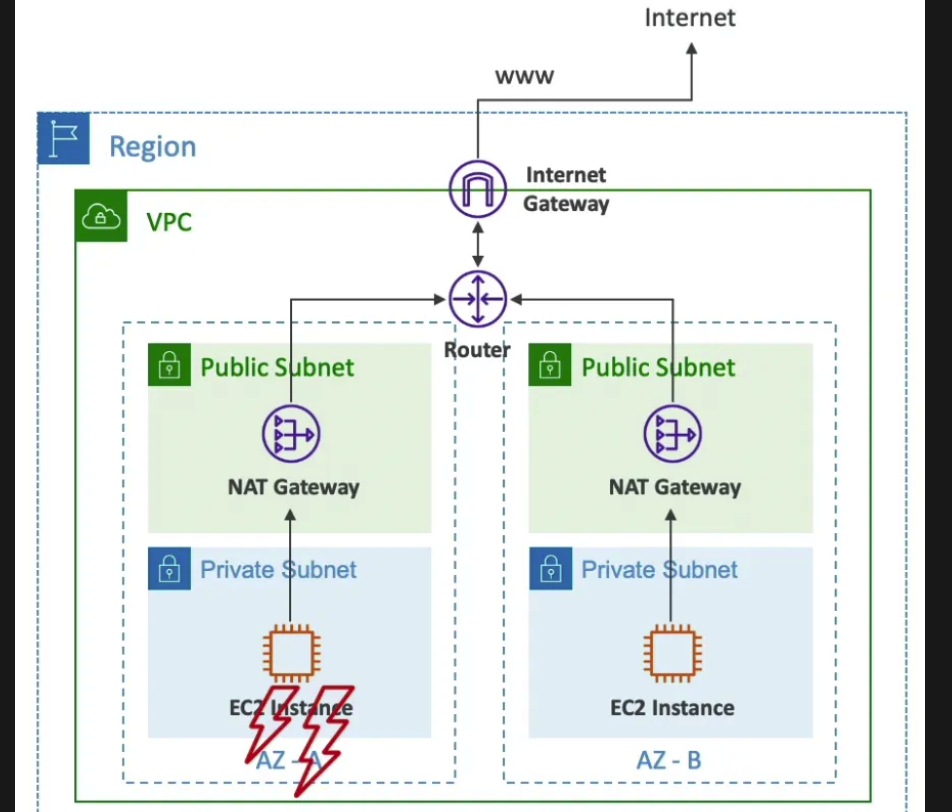 Internet
www
Region
Internet
Gateway
VPC
Router
Public Subnet
Public Subnet
NAT Gateway
NAT Gateway
Private Subnet
Private Subnet
EC2 Instance
EC2 Instance
AZ - A
AZ - B